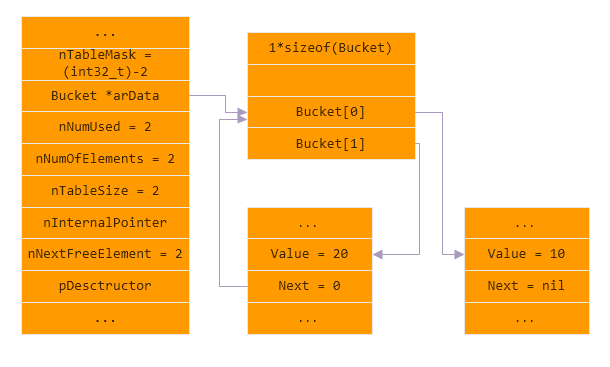 ...
nTableMask =
(int32_t)-2
Bucket *arData
nNumUsed = 2
nNumOfElements = 2
nTableSize = 2
nInternalPointer
nNextFreeElement = 2
pDesctructor
...
1*sizeof(Bucket)
Bucket[0]
Bucket[1]
...
Value = 20
Next = 0
...
...
Value = 10
Next = nil
...